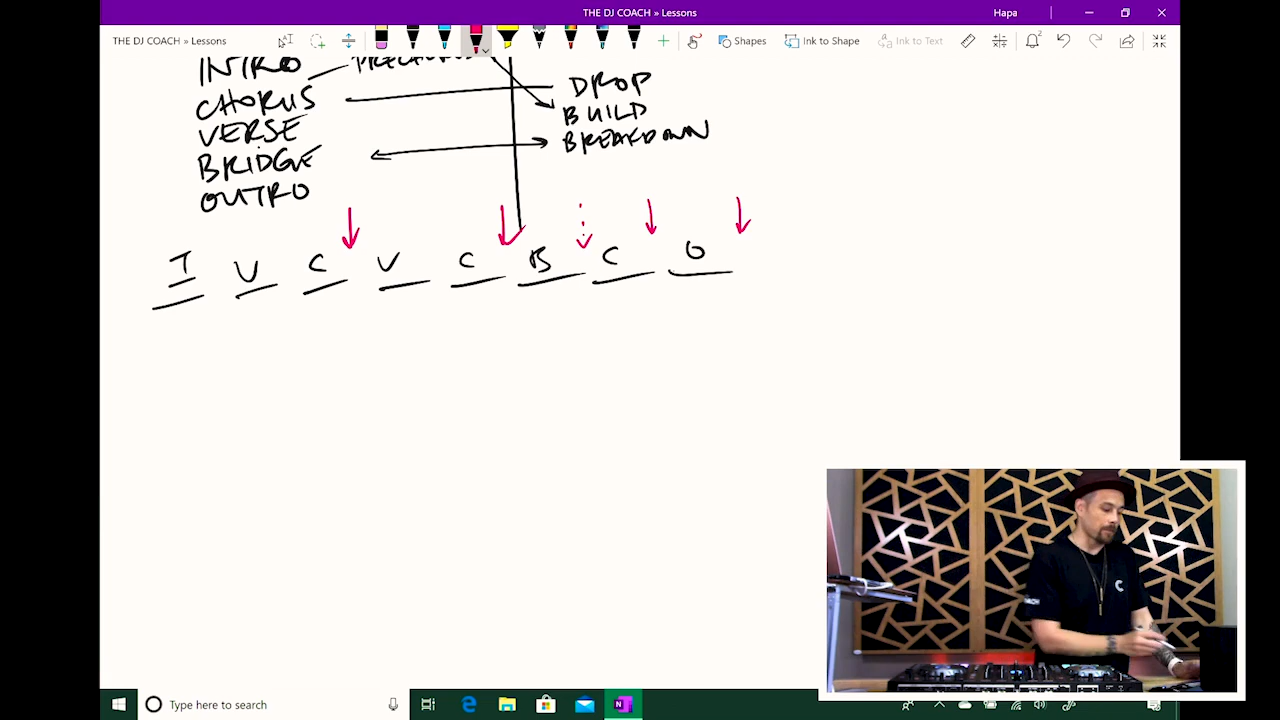 THE DJ COACH » Lessons
Hapa
THE DJ COACH » Lessons
Shapes
Ink to Shape
Ink to Text
INTRO
CHORUS
VERSE
BRIDGE
OUTRO
DROP
BUILD
BREAKDOWN
I V C V C B C O
Type here to search